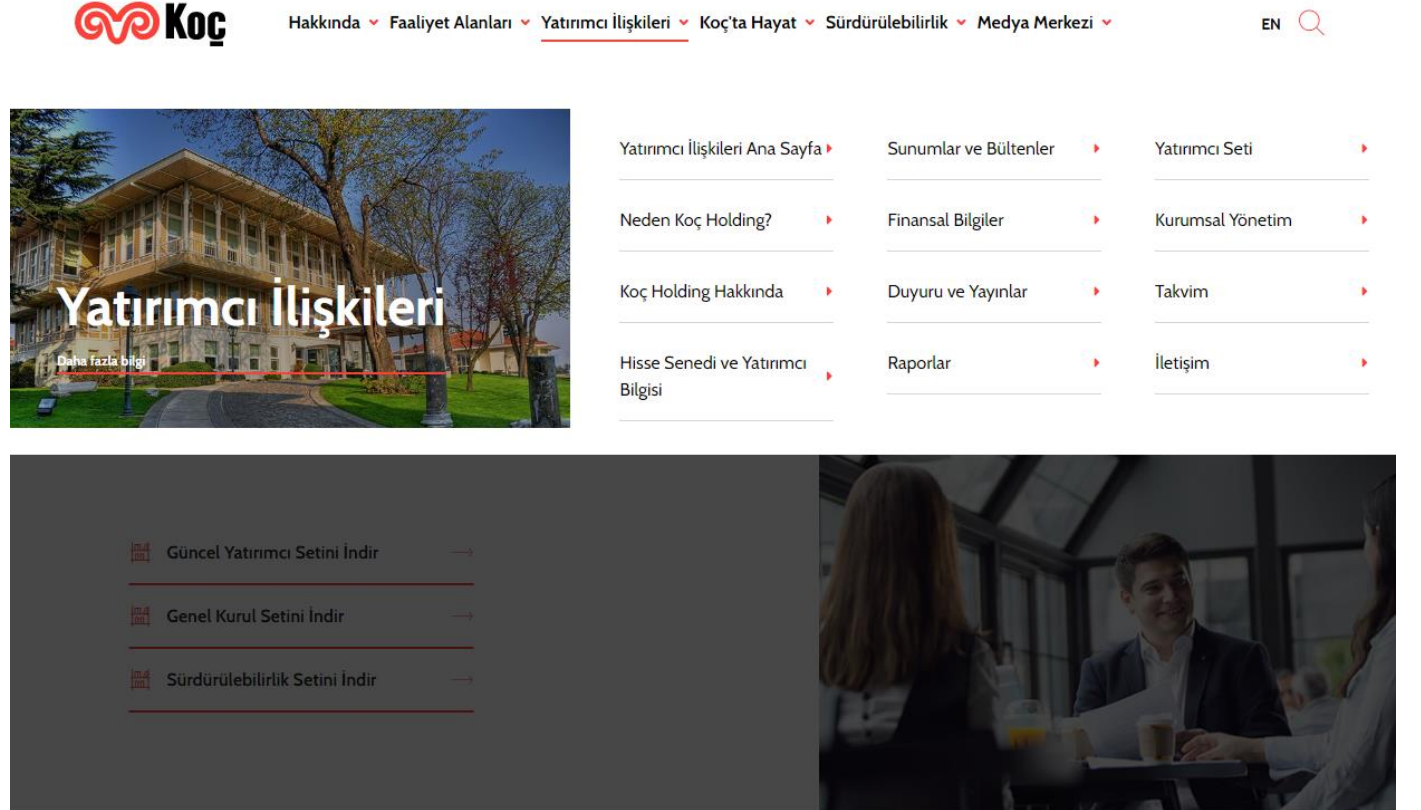 Koç
Hakkında Faaliyet Alanları Yatırımcı İlişkileri Koç'ta Hayat Sürdürülebilirlik Medya Merkezi EN
Yatırımcı İlişkileri
Daha fazla bilgi
Yatırımcı İlişkileri Ana Sayfa
Neden Koç Holding?
Koç Holding Hakkında
Hisse Senedi ve Yatırımcı
Bilgisi
Sunumlar ve Bültenler
Finansal Bilgiler
Duyuru ve Yayınlar
Raporlar
Yatırımcı Seti
Kurumsal Yönetim
Takvim
İletişim
Güncel Yatırımcı Setini İndir
Genel Kurul Setini İndir
Sürdürülebilirlik Setini İndir